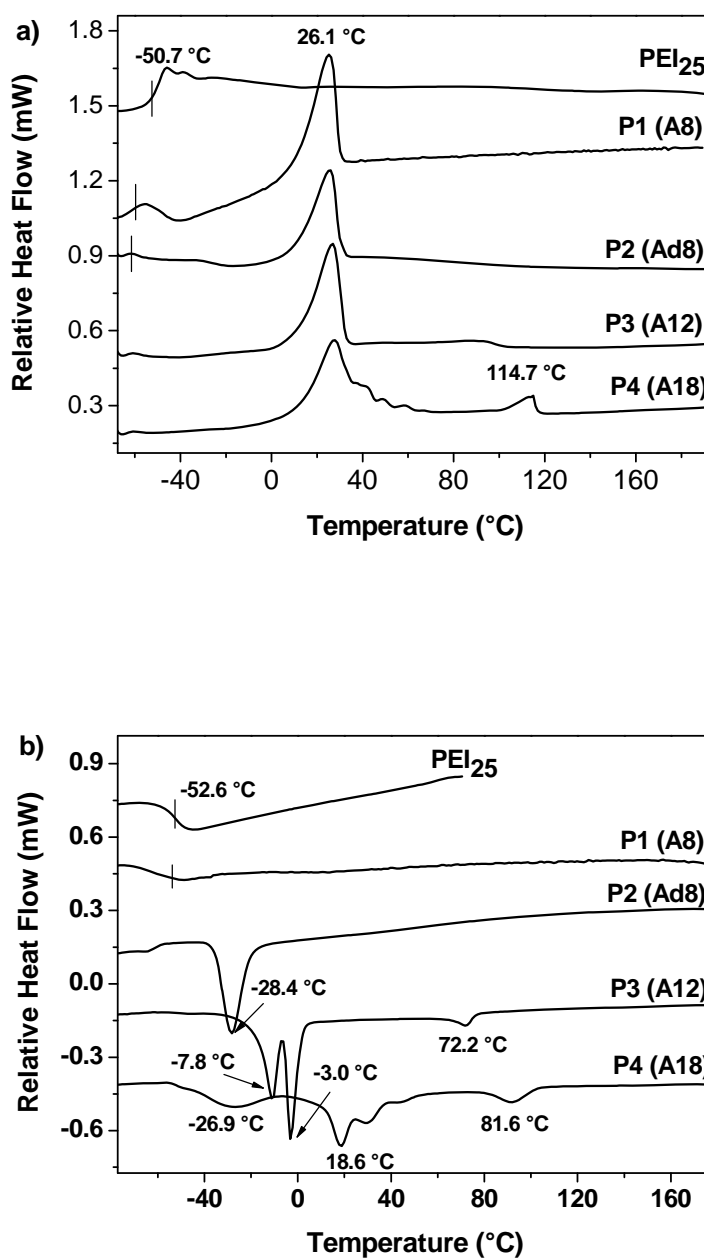 a)
1.8
1.5
1.2
0.9
0.6
0.3
Relative Heat Flow (mW)
-50.7 °C
26.1 °C
PEI25
P1 (A8)
P2 (Ad8)
P3 (A12)
114.7 °C
P4 (A18)
-40 0 40 80 120 160
Temperature (°C)
b)
0.9
0.6
0.3
0.0
-0.3
-0.6
Relative Heat Flow (mW)
PEI25
-52.6 °C
P1 (A8)
P2 (Ad8)
-28.4 °C
P3 (A12)
72.2 °C
-7.8 °C
-3.0 °C
P4 (A18)
-26.9 °C
81.6 °C
18.6 °C
-40 0 40 80 120 160
Temperature (°C)